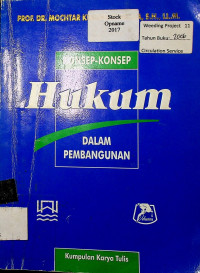 PROF. DR. MOCHTAR
Stock
Opname
2017
S.H., LL.M.
Weeding Project 11
Tahun Buku: 2006
Circulation Service
KONSEP-KONSEP
Hukum
DALAM
PEMBANGUNAN
Kumpulan Karya Tulis